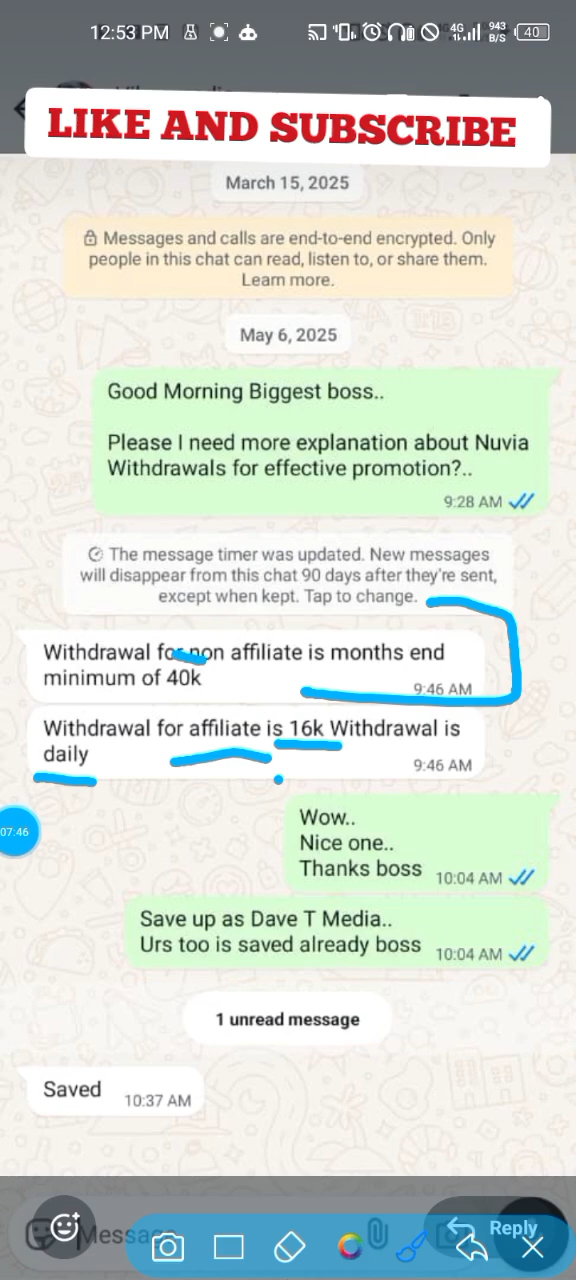 12:53 PM
4G
943
B/S
40
LIKE AND SUBSCRIBE
March 15, 2025
Messages and calls are end-to-end encrypted. Only
people in this chat can read, listen to, or share them.
Learn more.
May 6, 2025
Good Morning Biggest boss..
Please I need more explanation about Nuvia
Withdrawals for effective promotion?..
9:28 AM
The message timer was updated. New messages
will disappear from this chat 90 days after they're sent,
except when kept. Tap to change.
Withdrawal for non affiliate is months end
minimum of 40k
9:46 AM
Withdrawal for affiliate is 16k Withdrawal is
daily
9:46 AM
07:46
Wow..
Nice one..
Thanks boss
10:04 AM
Save up as Dave T Media..
Urs too is saved already boss
10:04 AM
1 unread message
Saved
10:37 AM
Message
Reply